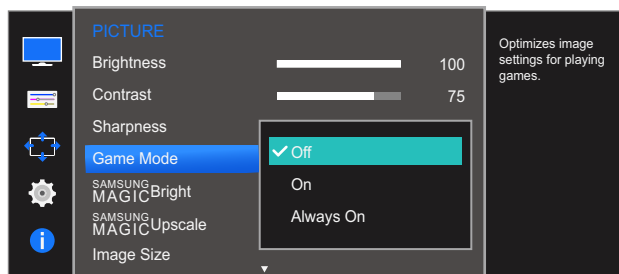 PICTURE
Brightness 100
Contrast 75
Sharpness
Game Mode
Off
On
Always On
SAMSUNG
MAGICBright
SAMSUNG
MAGICUpscale
Image Size
Optimizes image
settings for playing
games.